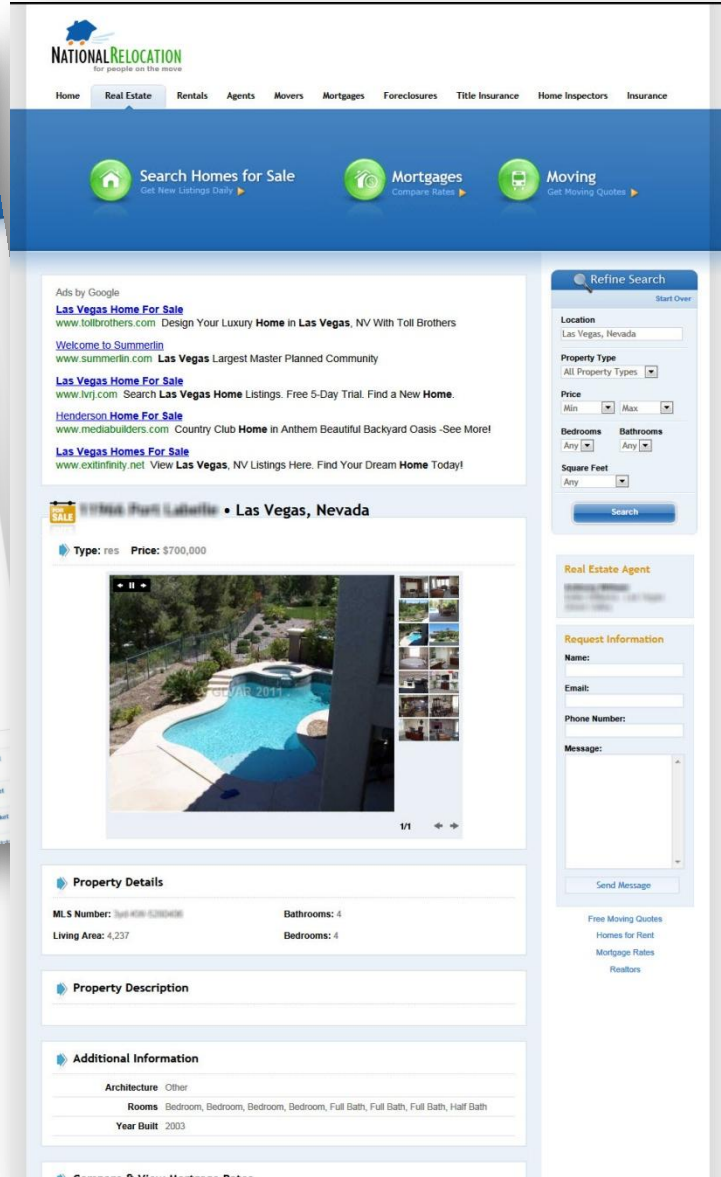 NATIONAL RELOCATION
for people on the move
Home Real Estate Rentals Agents Movers Mortgages Foreclosures Title Insurance Home Inspectors Insurance
Search Homes for Sale
Get New Listings Daily
Mortgages
Compare Rates
Moving
Get Moving Quotes
Ads by Google
Las Vegas Home For Sale
www.tollbrothers.com Design Your Luxury Home in Las Vegas, NV With Toll Brothers
Welcome to Summerlin
www.summerlin.com Las Vegas Largest Master Planned Community
Las Vegas Home For Sale
www.lvrj.com Search Las Vegas Home Listings. Free 5-Day Trial. Find a New Home.
Henderson Home For Sale
www.mediabuilders.com Country Club Home in Anthem Beautiful Backyard Oasis -See More!
Las Vegas Homes For Sale
www.exitinfinity.net View Las Vegas, NV Listings Here. Find Your Dream Home Today!
FOR SALE
• Las Vegas, Nevada
Type: res Price: $700,000
GLVAR 2011
1/1
Property Details
MLS Number:
Bathrooms: 4
Living Area: 4,237
Bedrooms: 4
Property Description
Additional Information
Architecture Other
Rooms Bedroom, Bedroom, Bedroom, Bedroom, Full Bath, Full Bath, Full Bath, Half Bath
Year Built 2003
Compare & View Mortgage Rates
Refine Search
Start Over
Location
Las Vegas, Nevada
Property Type
All Property Types
Price
Min Max
Bedrooms Bathrooms
Any Any
Square Feet
Any
Search
Real Estate Agent
Request Information
Name:
Email:
Phone Number:
Message:
Send Message
Free Moving Quotes
Homes for Rent
Mortgage Rates
Realtors